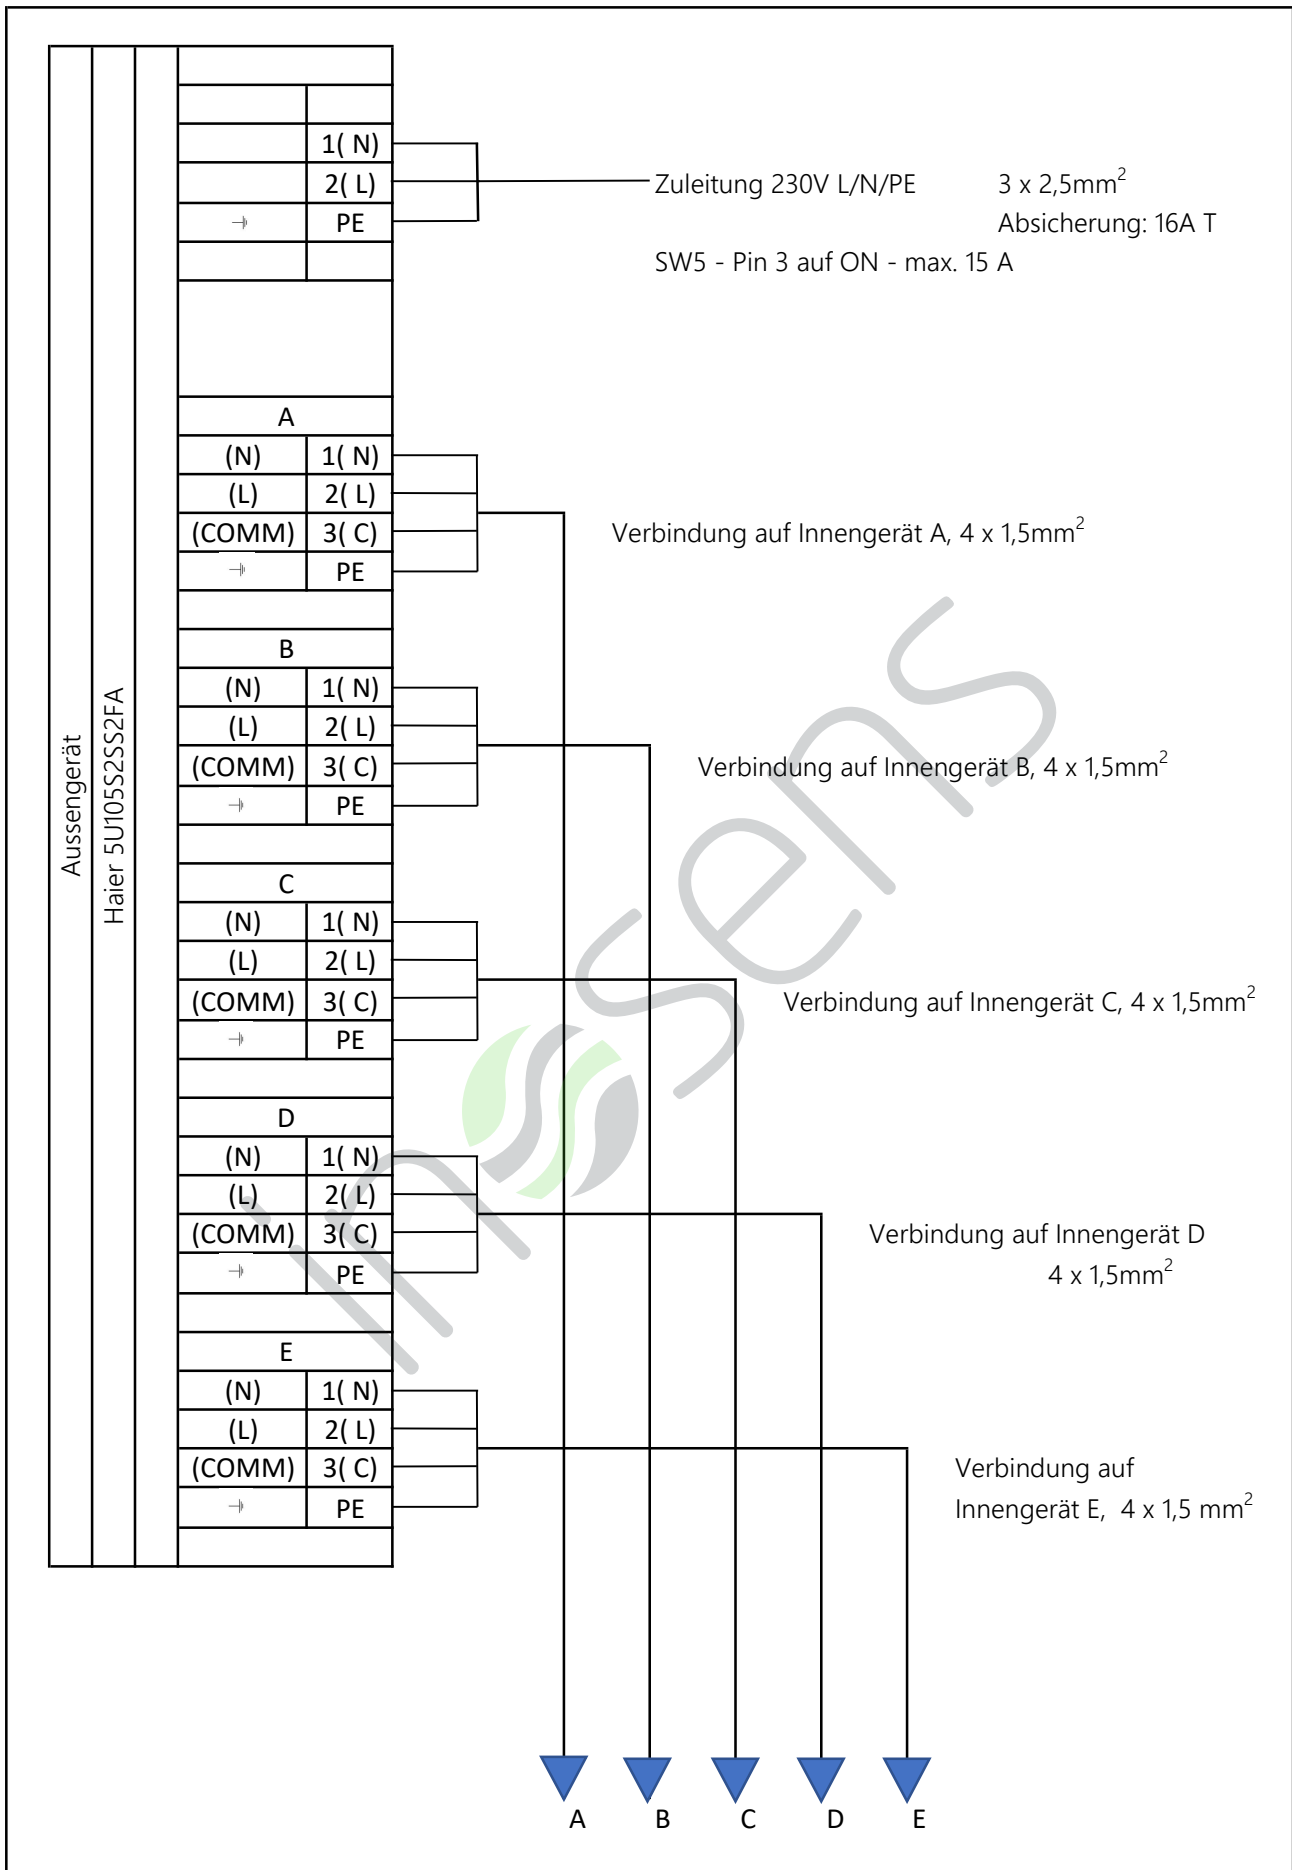 Aussengerät
Haier 5U105S2SS2FA
1( N)
2( L)
PE
Zuleitung 230V L/N/PE 3 x 2,5mm²
Absicherung: 16A T
SW5 - Pin 3 auf ON - max. 15 A
A
(N) 1( N)
(L) 2( L)
(COMM) 3( C)
PE
Verbindung auf Innengerät A, 4 x 1,5mm²
B
(N) 1( N)
(L) 2( L)
(COMM) 3( C)
PE
Verbindung auf Innengerät B, 4 x 1,5mm²
C
(N) 1( N)
(L) 2( L)
(COMM) 3( C)
PE
Verbindung auf Innengerät C, 4 x 1,5mm²
D
(N) 1( N)
(L) 2( L)
(COMM) 3( C)
PE
Verbindung auf Innengerät D
4 x 1,5mm²
E
(N) 1( N)
(L) 2( L)
(COMM) 3( C)
PE
Verbindung auf
Innengerät E, 4 x 1,5 mm²
A B C D E
inosens